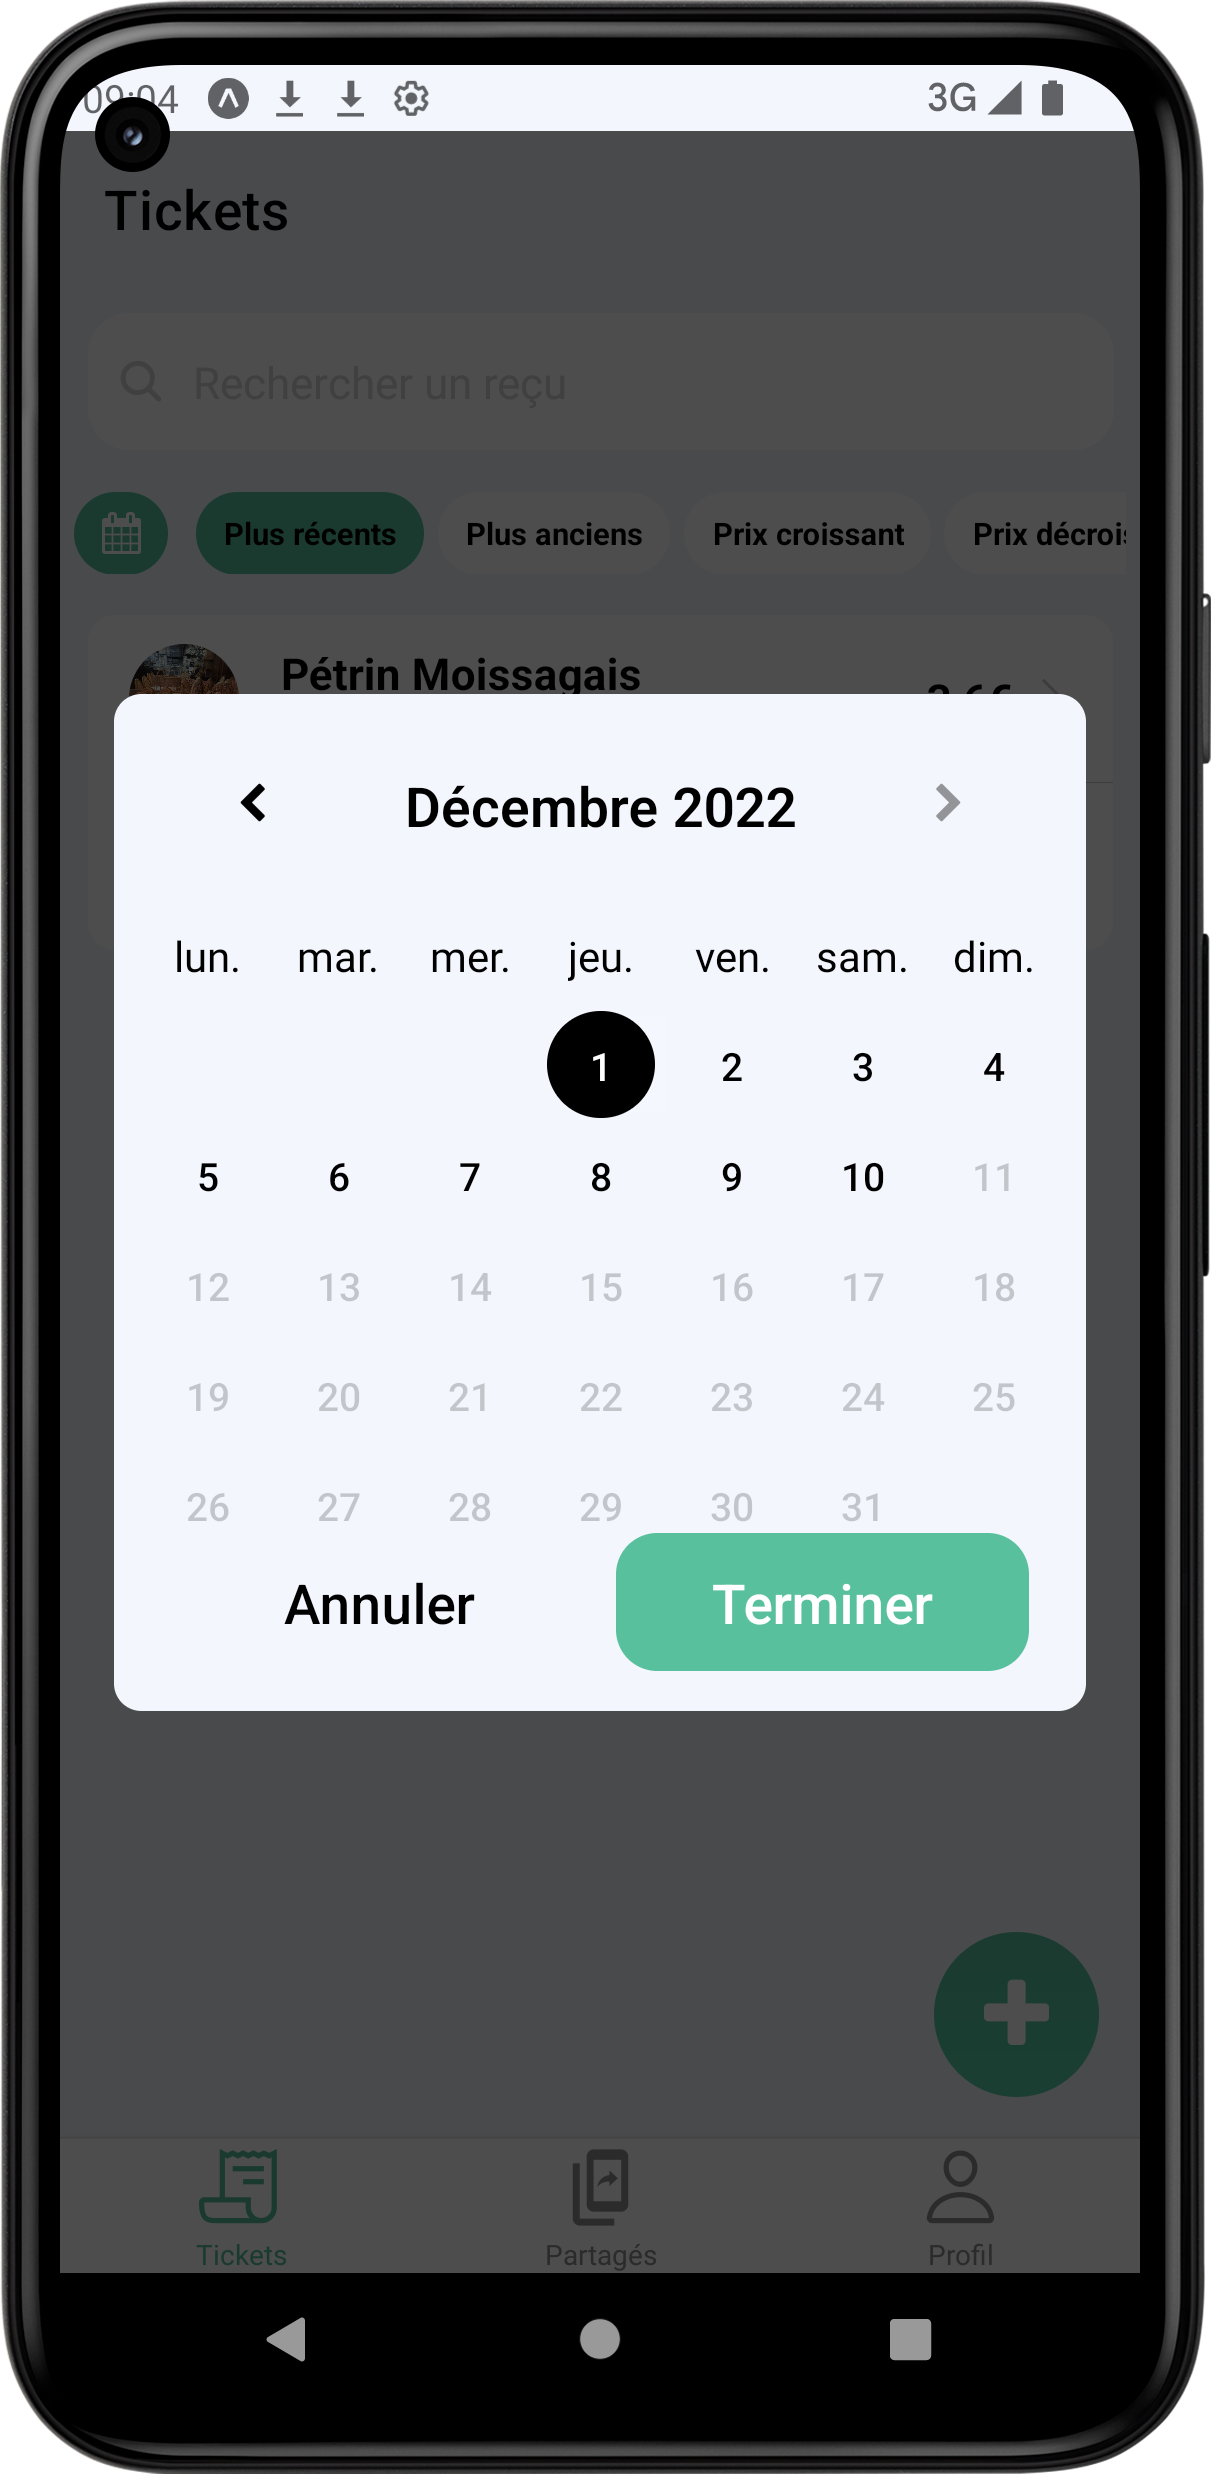 09:04 3G
Tickets
Rechercher un reçu
Plus récents Plus anciens Prix croissant Prix décrois
Pétrin Moissagais
Décembre 2022
lun. mar. mer. jeu. ven. sam. dim.
1 2 3 4
5 6 7 8 9 10 11
12 13 14 15 16 17 18
19 20 21 22 23 24 25
26 27 28 29 30 31
Annuler Terminer
Tickets Partagés Profil